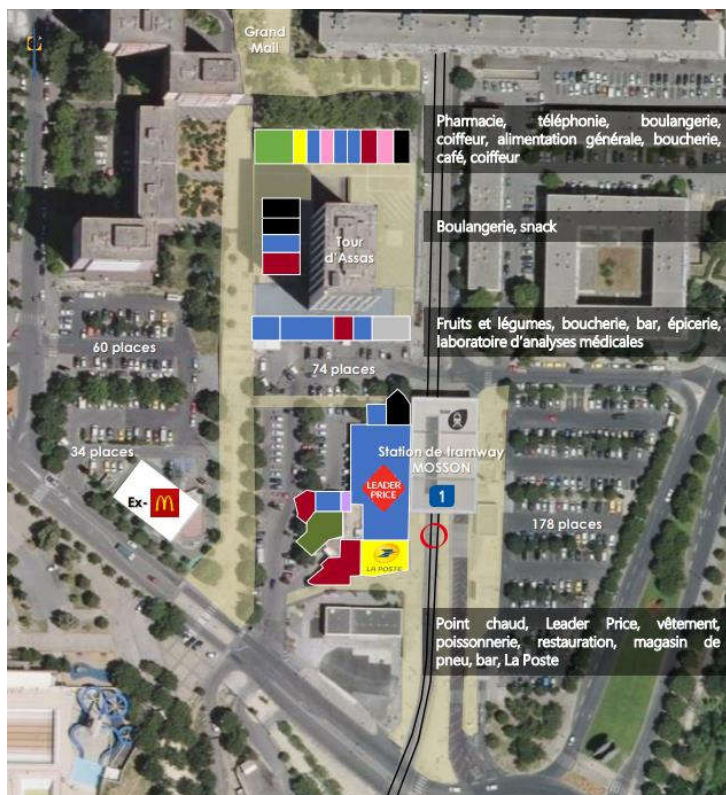 Grand
Mail
Pharmacie, téléphonie, boulangerie,
coiffeur, alimentation générale, boucherie,
café, coiffeur
Boulangerie, snack
Tour
d'Assas
Fruits et légumes, boucherie, bar, épicerie,
laboratoire d'analyses médicales
60 places
74 places
Station de tramway
MOSSON
34 places
LEADER
PRICE
1
Ex-
178 places
LA POSTE
Point chaud, Leader Price, vêtement,
poissonnerie, restauration, magasin de
pneu, bar, La Poste